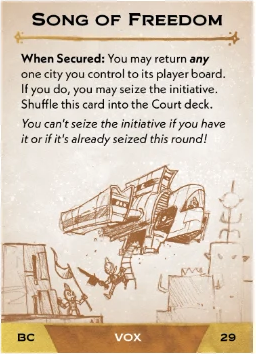 SONG OF FREEDOM
When Secured: You may return any
one city you control to its player board.
If you do, you may seize the initiative.
Shuffle this card into the Court deck.
You can't seize the initiative if you have
it or if it's already seized this round!
BC VOX 29